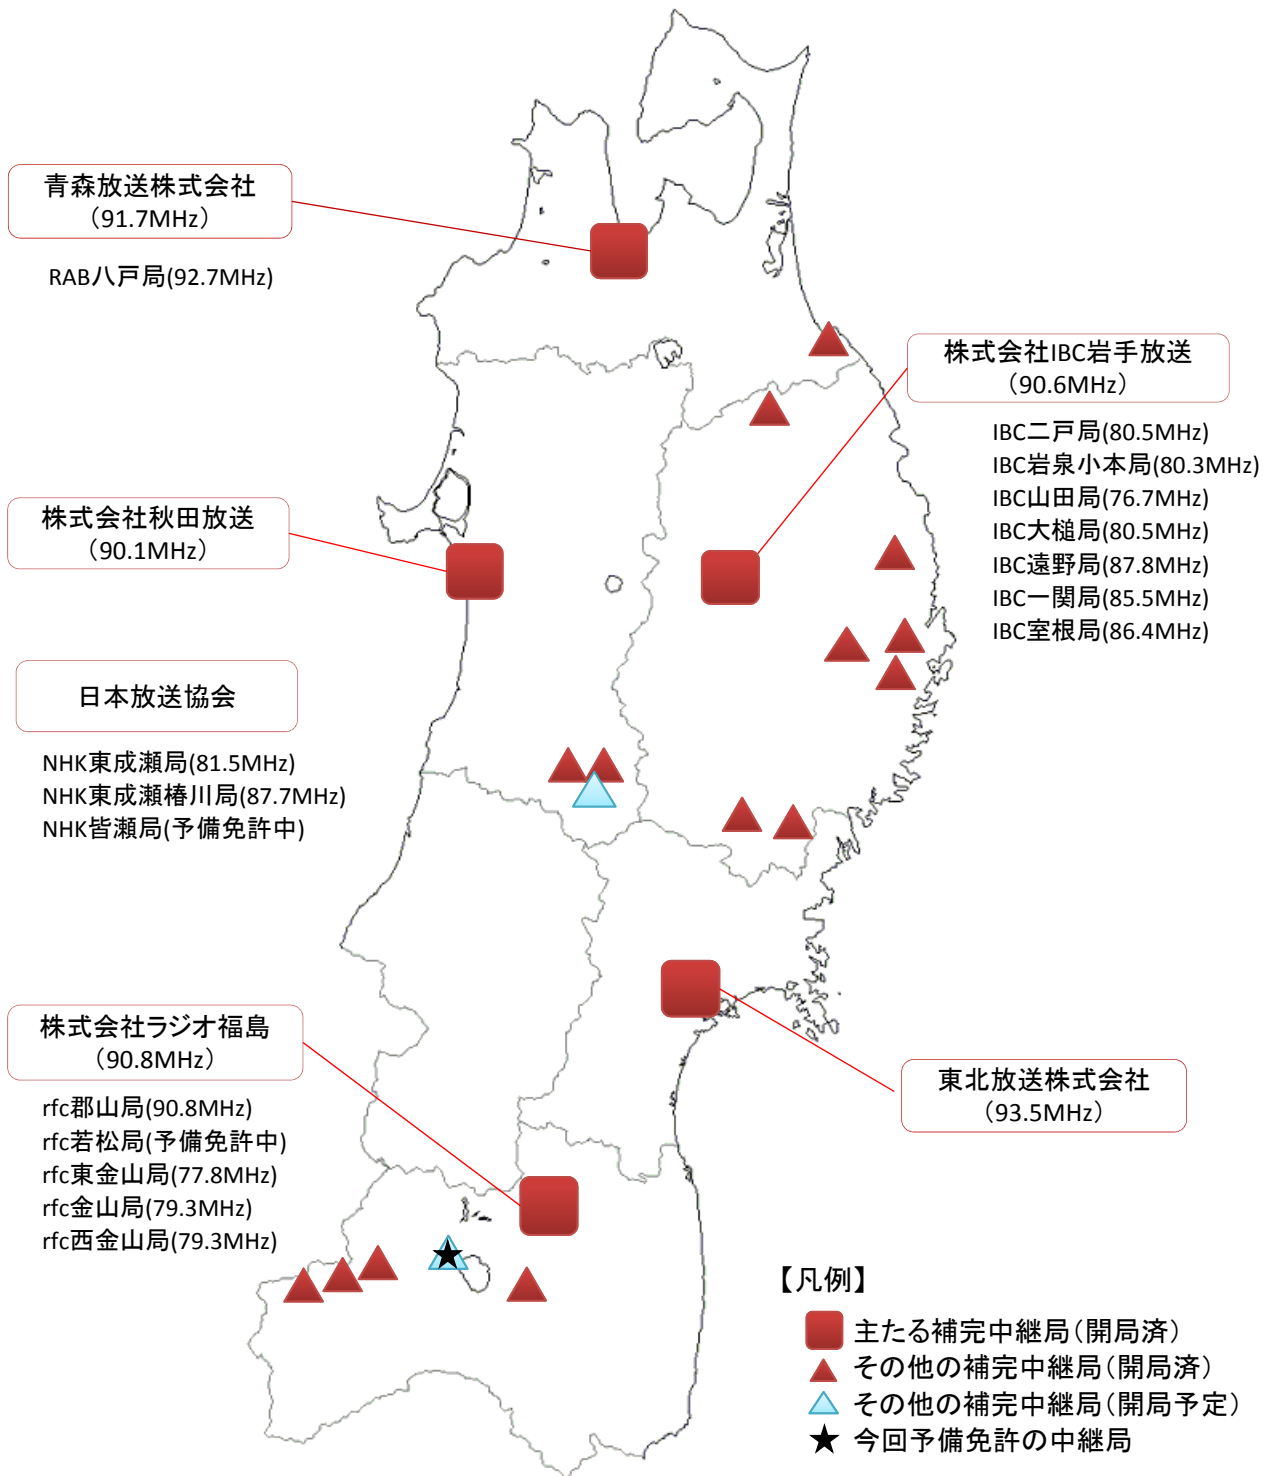 青森放送株式会社
（91.7MHz）
RAB八戸局(92.7MHz)
株式会社IBC岩手放送
（90.6MHz）
IBC二戸局(80.5MHz)
IBC岩泉小本局(80.3MHz)
IBC山田局(76.7MHz)
IBC大槌局(80.5MHz)
IBC遠野局(87.8MHz)
IBC一関局(85.5MHz)
IBC室根局(86.4MHz)
株式会社秋田放送
（90.1MHz）
日本放送協会
NHK東成瀬局(81.5MHz)
NHK東成瀬椿川局(87.7MHz)
NHK皆瀬局(予備免許中)
株式会社ラジオ福島
（90.8MHz）
rfc郡山局(90.8MHz)
rfc若松局(予備免許中)
rfc東金山局(77.8MHz)
rfc金山局(79.3MHz)
rfc西金山局(79.3MHz)
東北放送株式会社
（93.5MHz）
【凡例】
主たる補完中継局（開局済）
その他の補完中継局（開局済）
その他の補完中継局（開局予定）
今回予備免許の中継局